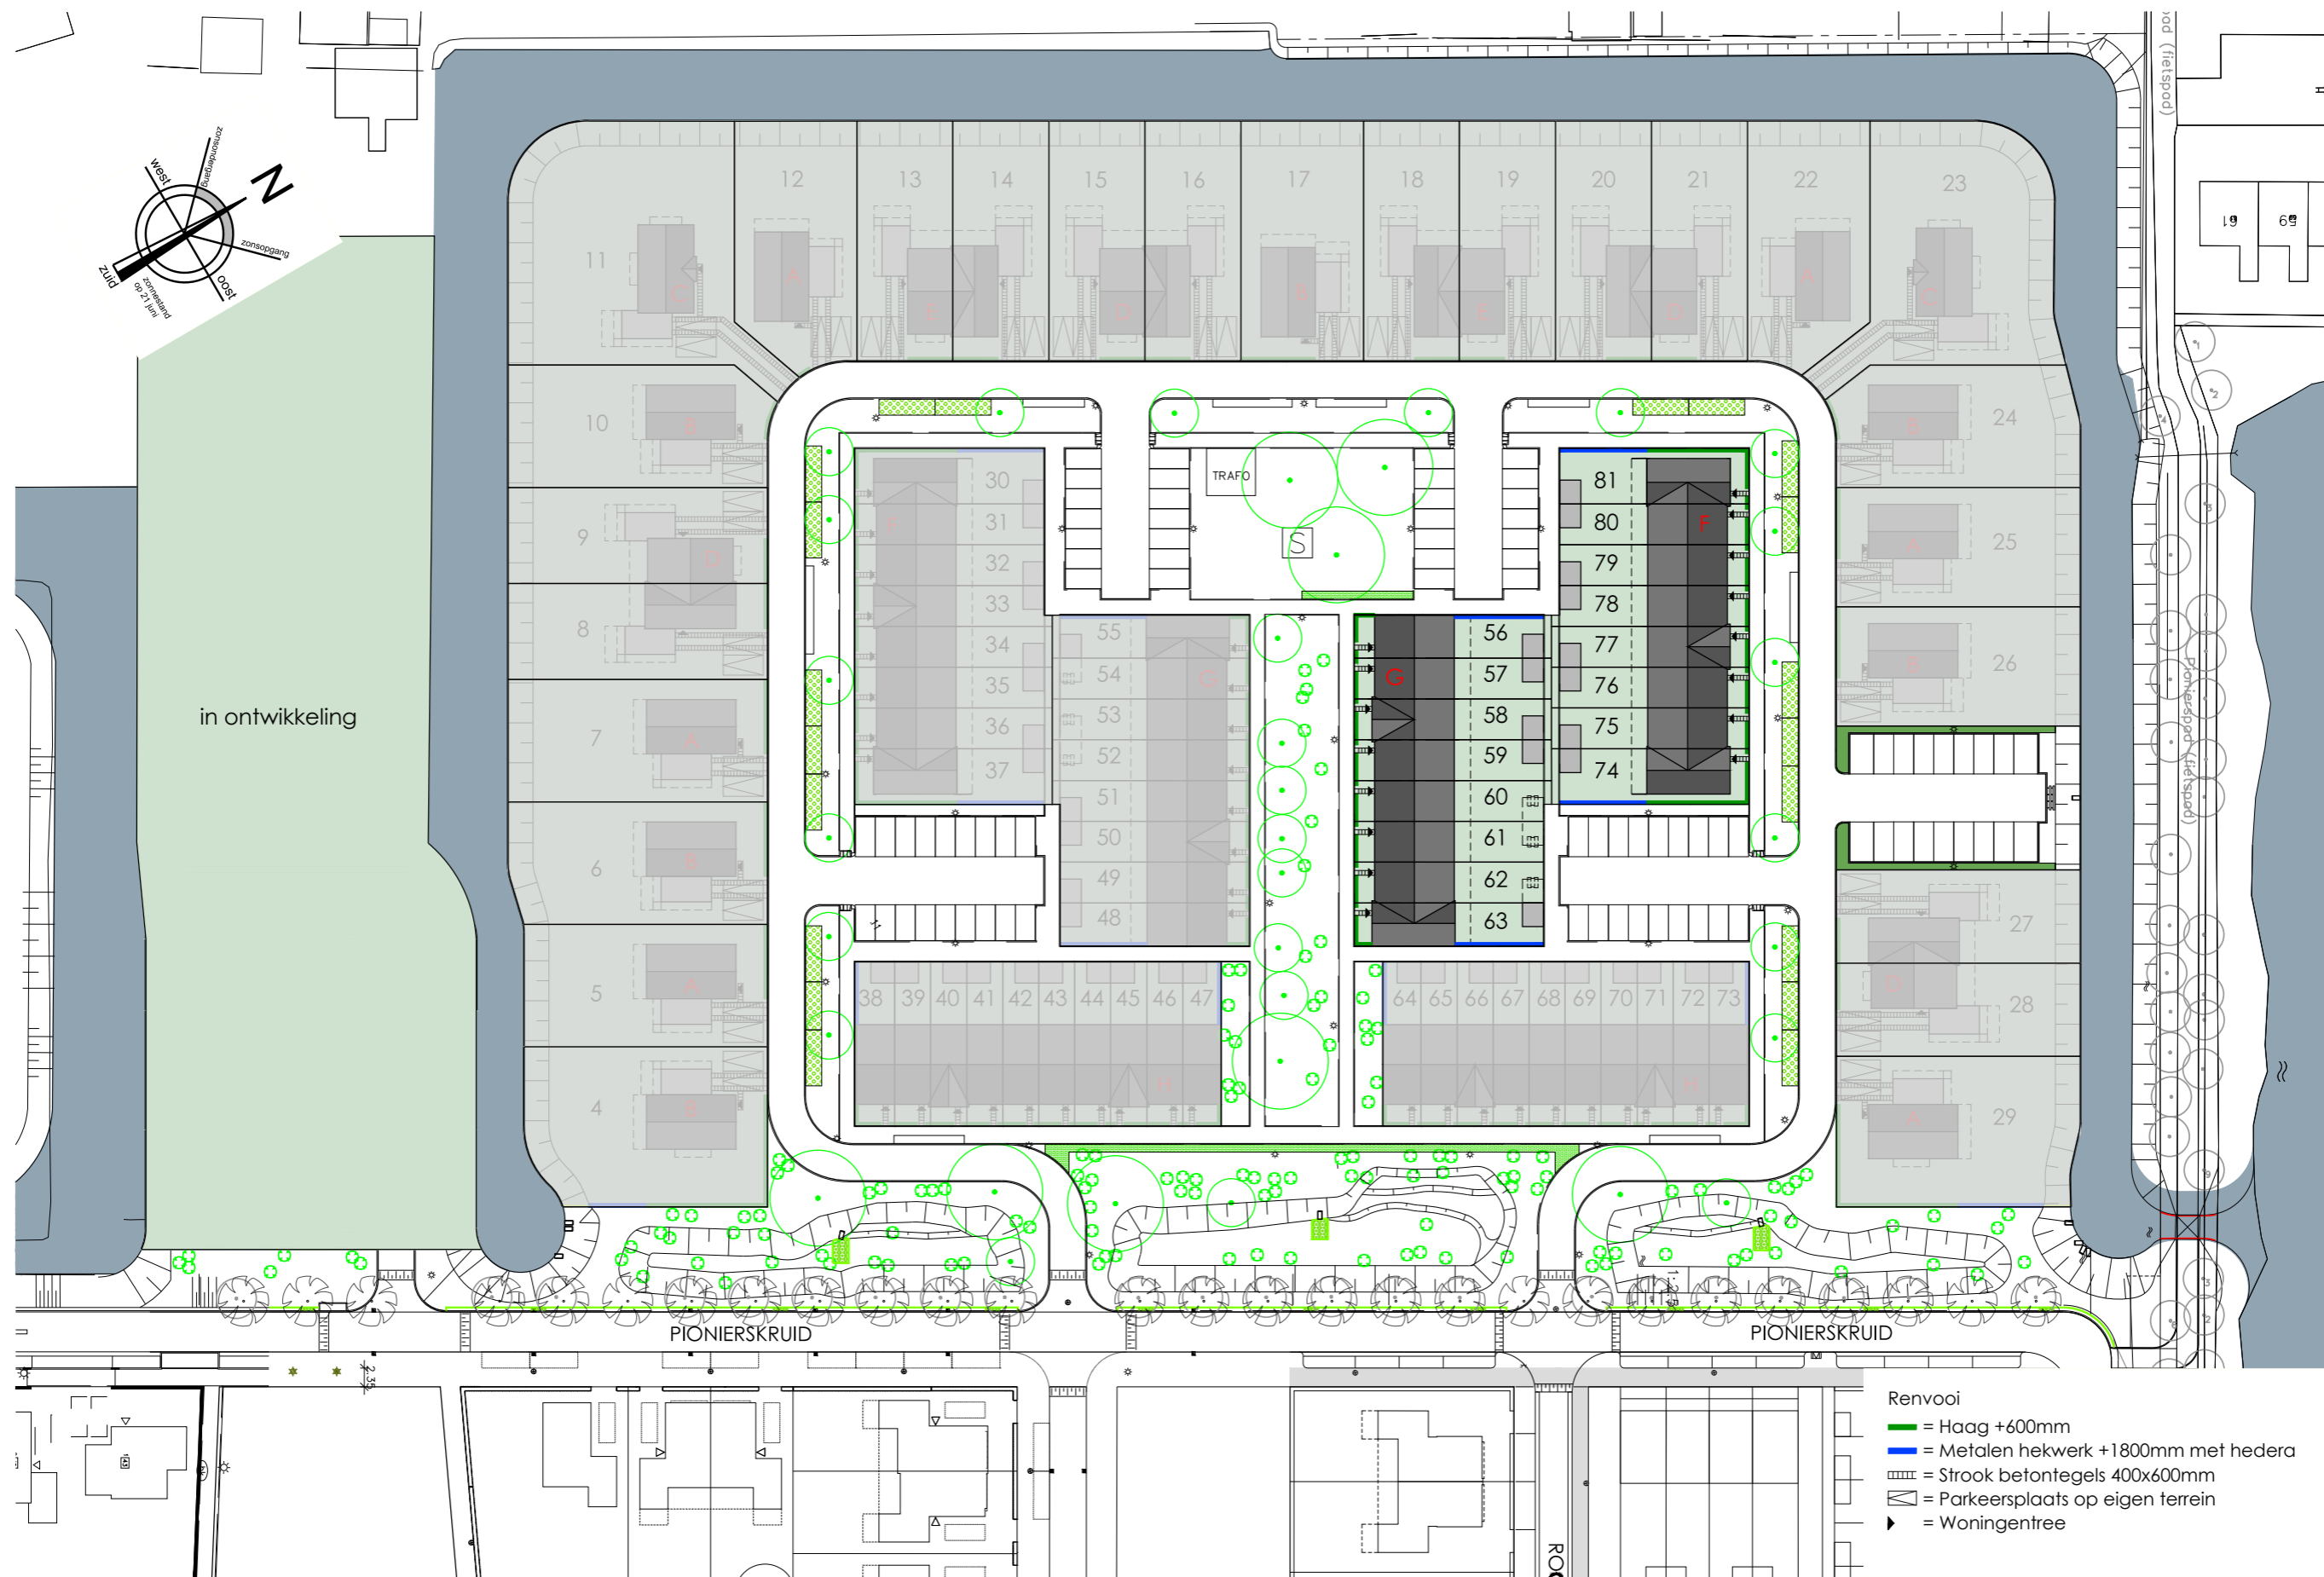 pad (fietspad)
N
west
zonsondergang
zonsopgang
oost
zuid
zonnestand
op 21 juni
12
13
14
15
16
17
18
19
20
21
22
23
61
59
11
C
A
E
D
B
E
D
A
C
10
B
24
B
TRAFO
S
30
31
32
33
34
35
36
37
F
81
80
79
78
77
76
75
74
F
9
8
D
25
A
26
B
Pionierspad (fietspad)
in ontwikkeling
7
A
55
54
53
52
51
50
49
48
G
G
56
57
58
59
60
61
62
63
6
B
5
A
4
B
27
28
D
29
A
38
39
40
41
42
43
44
45
46
47
H
64
65
66
67
68
69
70
71
72
73
H
PIONIERSKRUID
PIONIERSKRUID
2.35
Renvooi
= Haag +600mm
= Metalen hekwerk +1800mm met hedera
= Strook betontegels 400x600mm
= Parkeersplaats op eigen terrein
= Woningentree